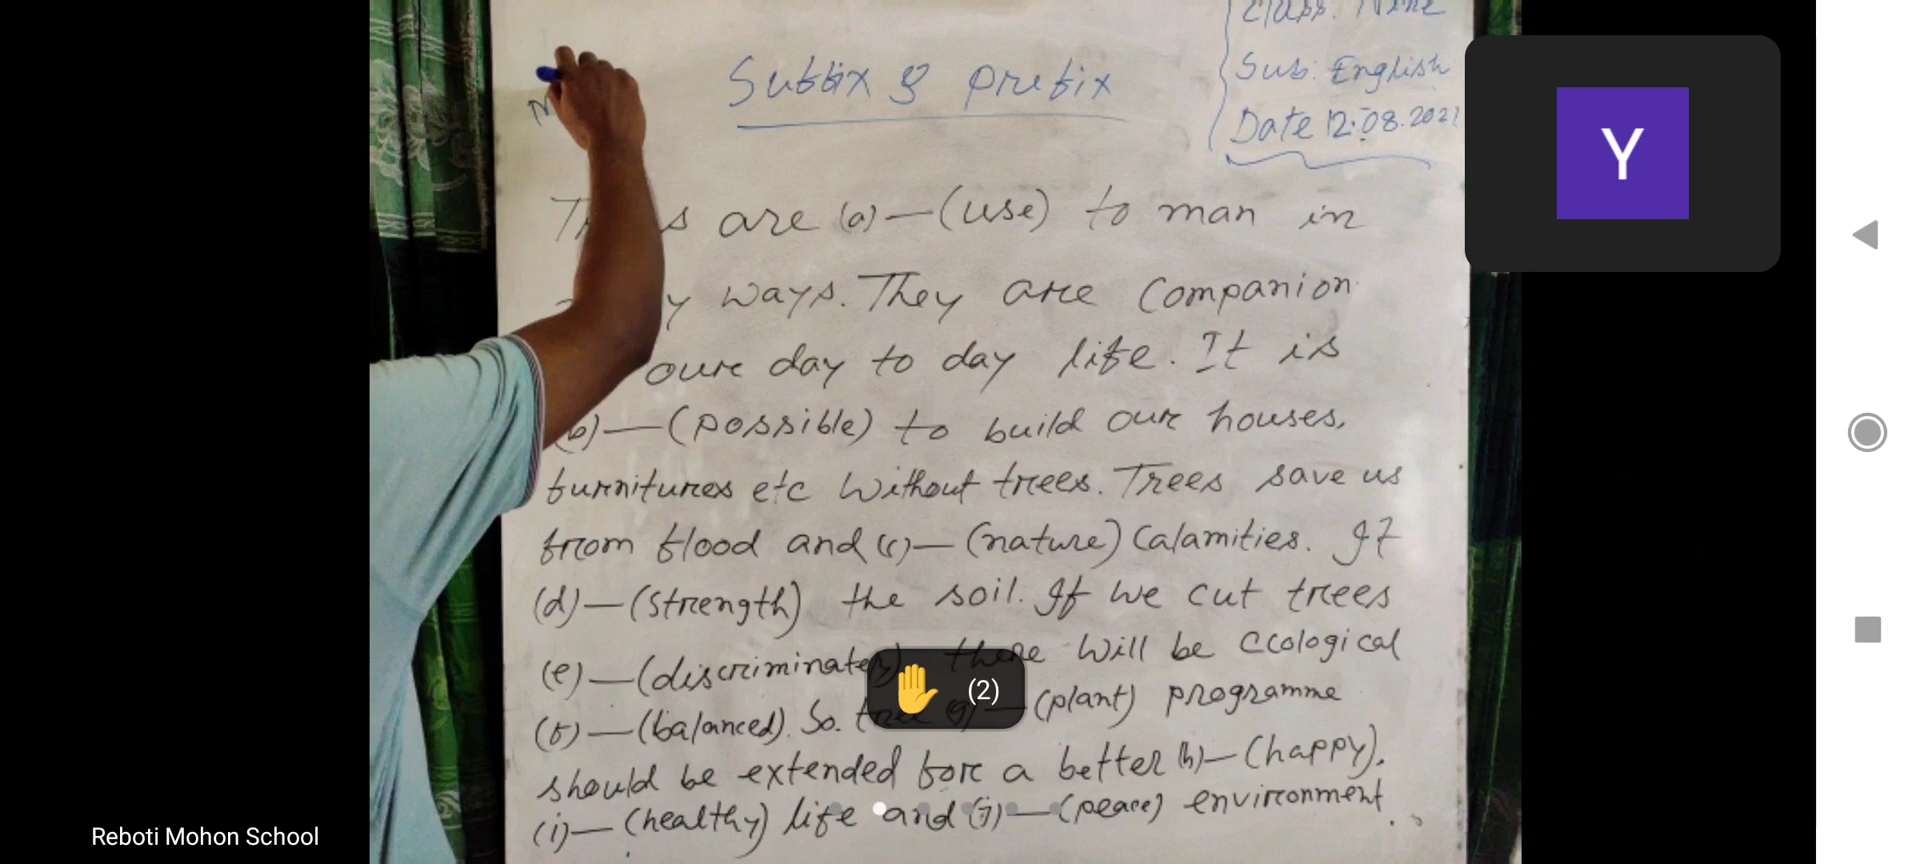 Class: Nine
Sub: English
Date 12.08.202
Suffix & Prefix
are (a)—(use) to man in
ways. They are companion
our day to day life. It is
(b)—(possible) to build our houses,
furnitures etc without trees. Trees save us
from flood and (c)—(nature) calamities. It
(d)—(strength) the soil. If we cut trees
(e)—(discriminately) there will be ecological
(f)—(balanced). So. tree (g)—(plant) programme
should be extended for a better (h)—(happy).
(i)—(healthy) life and (j)—(peace) environment.
Y
(2)
Reboti Mohon School